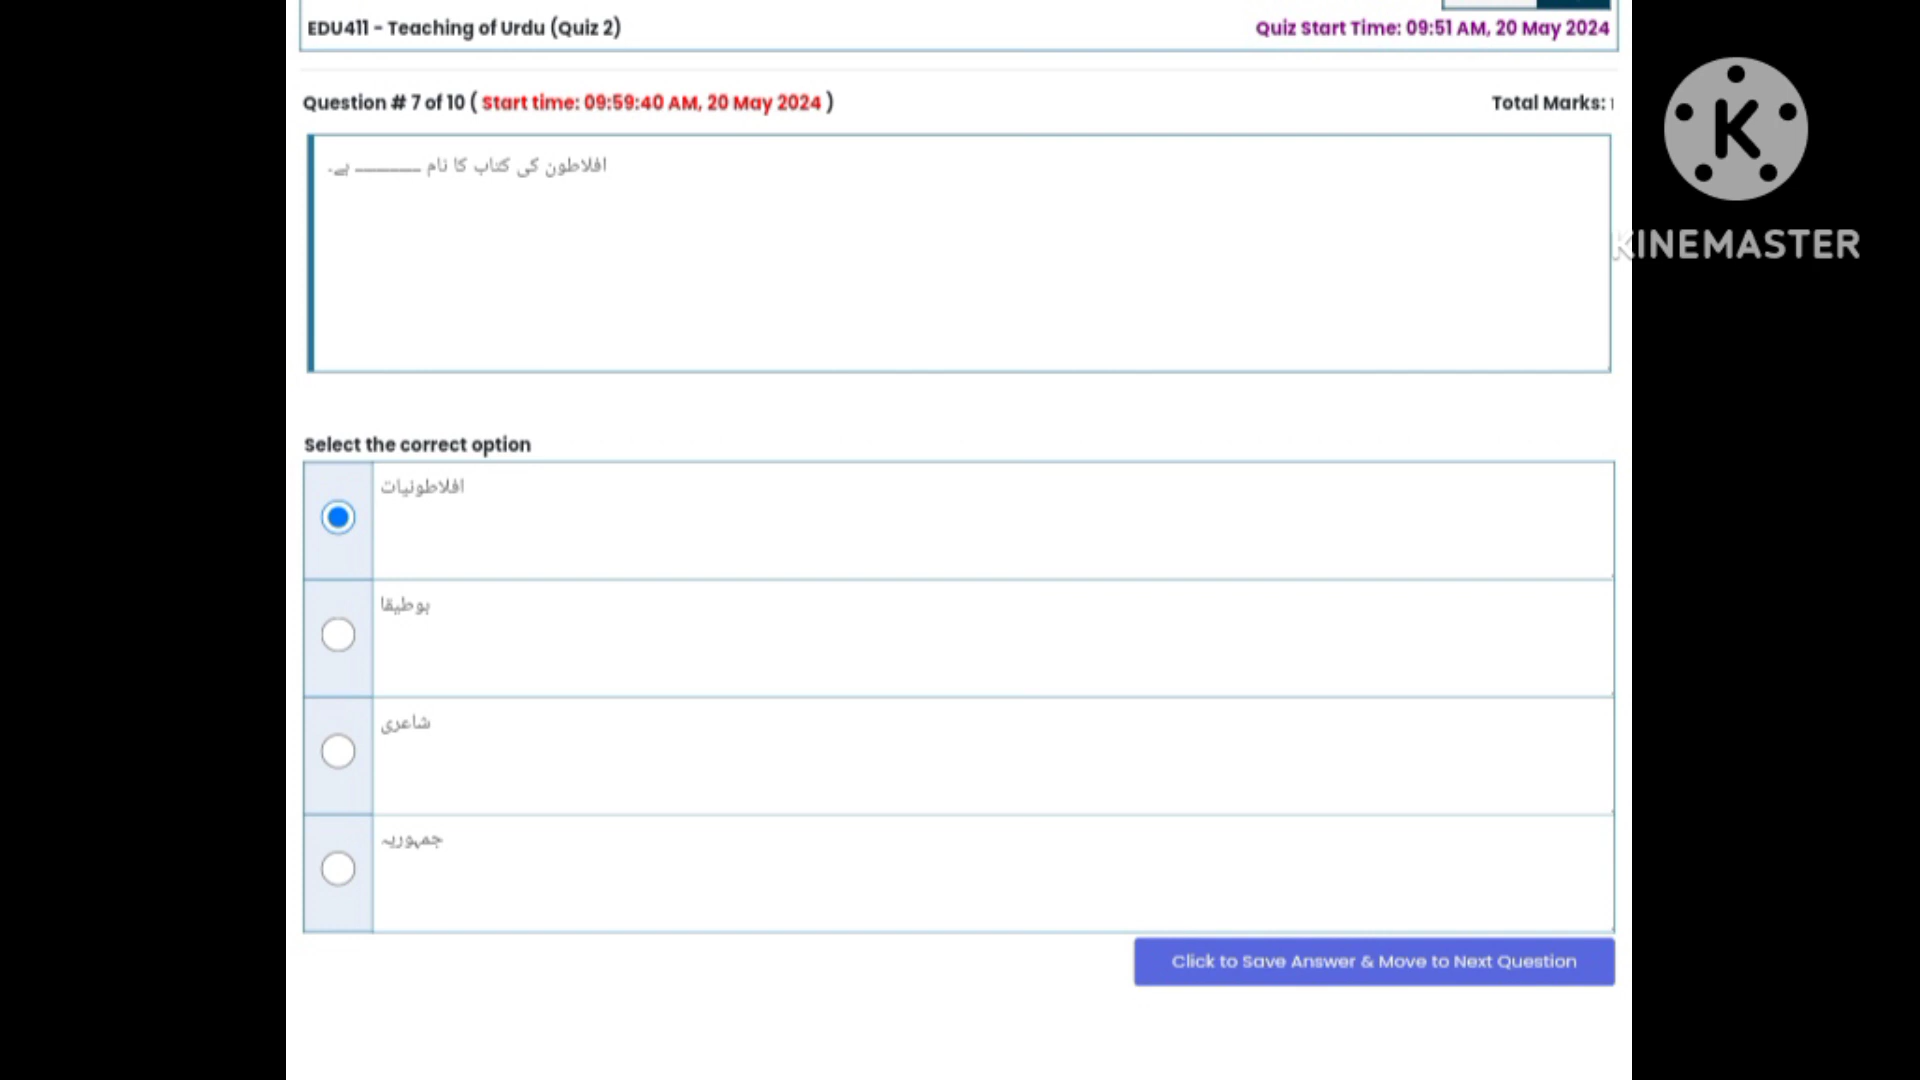 EDU411 - Teaching of Urdu (Quiz 2)
Quiz Start Time: 09:51 AM, 20 May 2024
Question # 7 of 10 ( Start time: 09:59:40 AM, 20 May 2024 )
Total Marks: 1
افلاطون کی کتاب کا نام ـــــــــــــ ہے۔
Select the correct option
افلاطونیات
بوطیقا
شاعری
جمہوریہ
Click to Save Answer & Move to Next Question
K
KINEMASTER